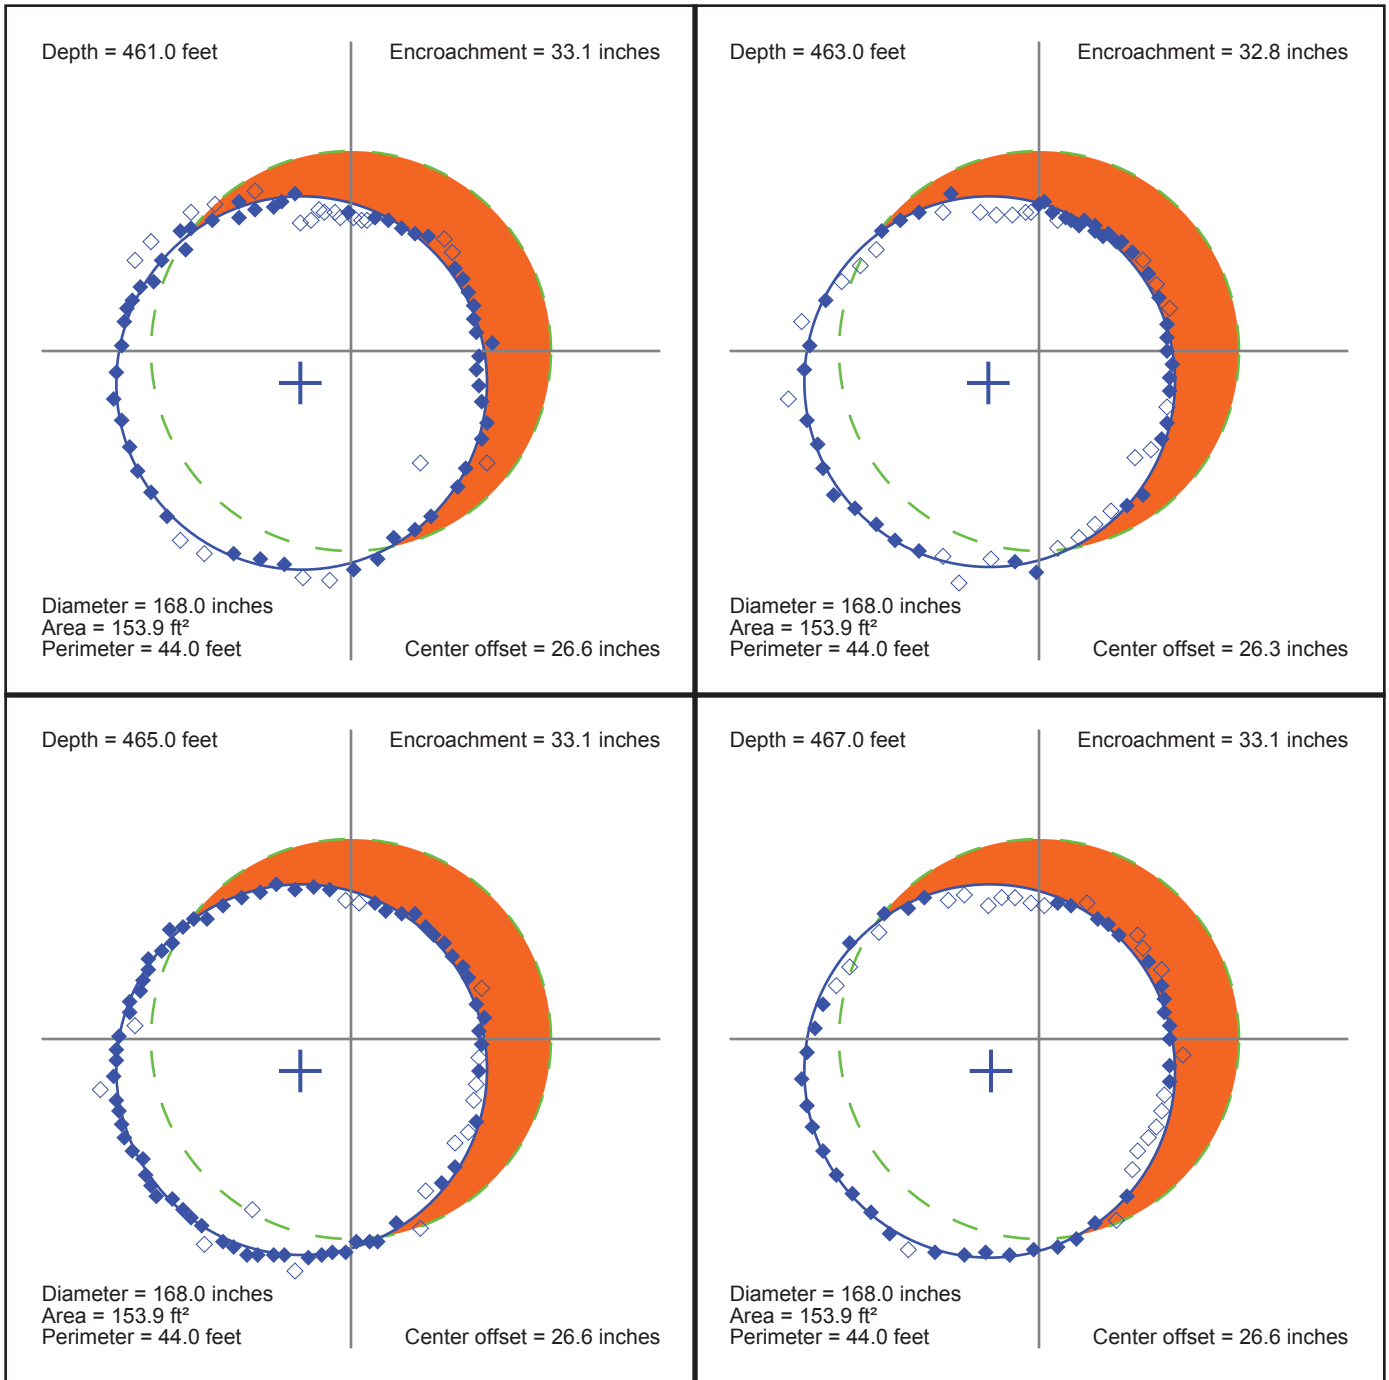 Depth = 461.0 feet
Encroachment = 33.1 inches
Diameter = 168.0 inches
Area = 153.9 ft²
Perimeter = 44.0 feet
Center offset = 26.6 inches
Depth = 463.0 feet
Encroachment = 32.8 inches
Diameter = 168.0 inches
Area = 153.9 ft²
Perimeter = 44.0 feet
Center offset = 26.3 inches
Depth = 465.0 feet
Encroachment = 33.1 inches
Diameter = 168.0 inches
Area = 153.9 ft²
Perimeter = 44.0 feet
Center offset = 26.6 inches
Depth = 467.0 feet
Encroachment = 33.1 inches
Diameter = 168.0 inches
Area = 153.9 ft²
Perimeter = 44.0 feet
Center offset = 26.6 inches